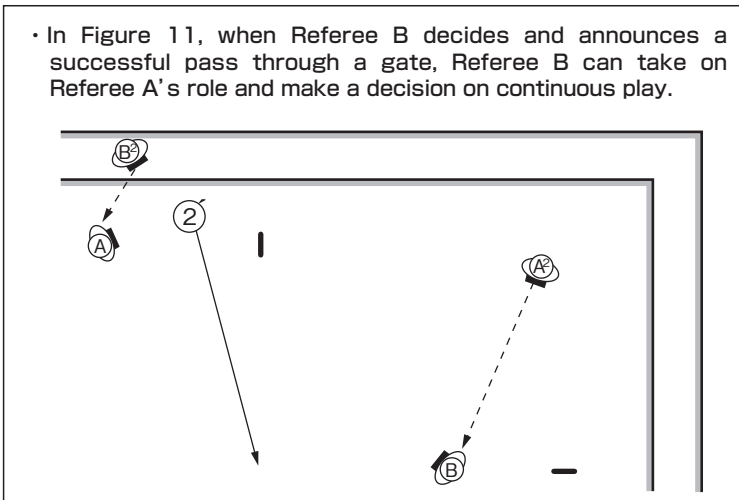 ・In Figure 11, when Referee B decides and announces a
successful pass through a gate, Referee B can take on
Referee A's role and make a decision on continuous play.
B²
A
2′
A²
B